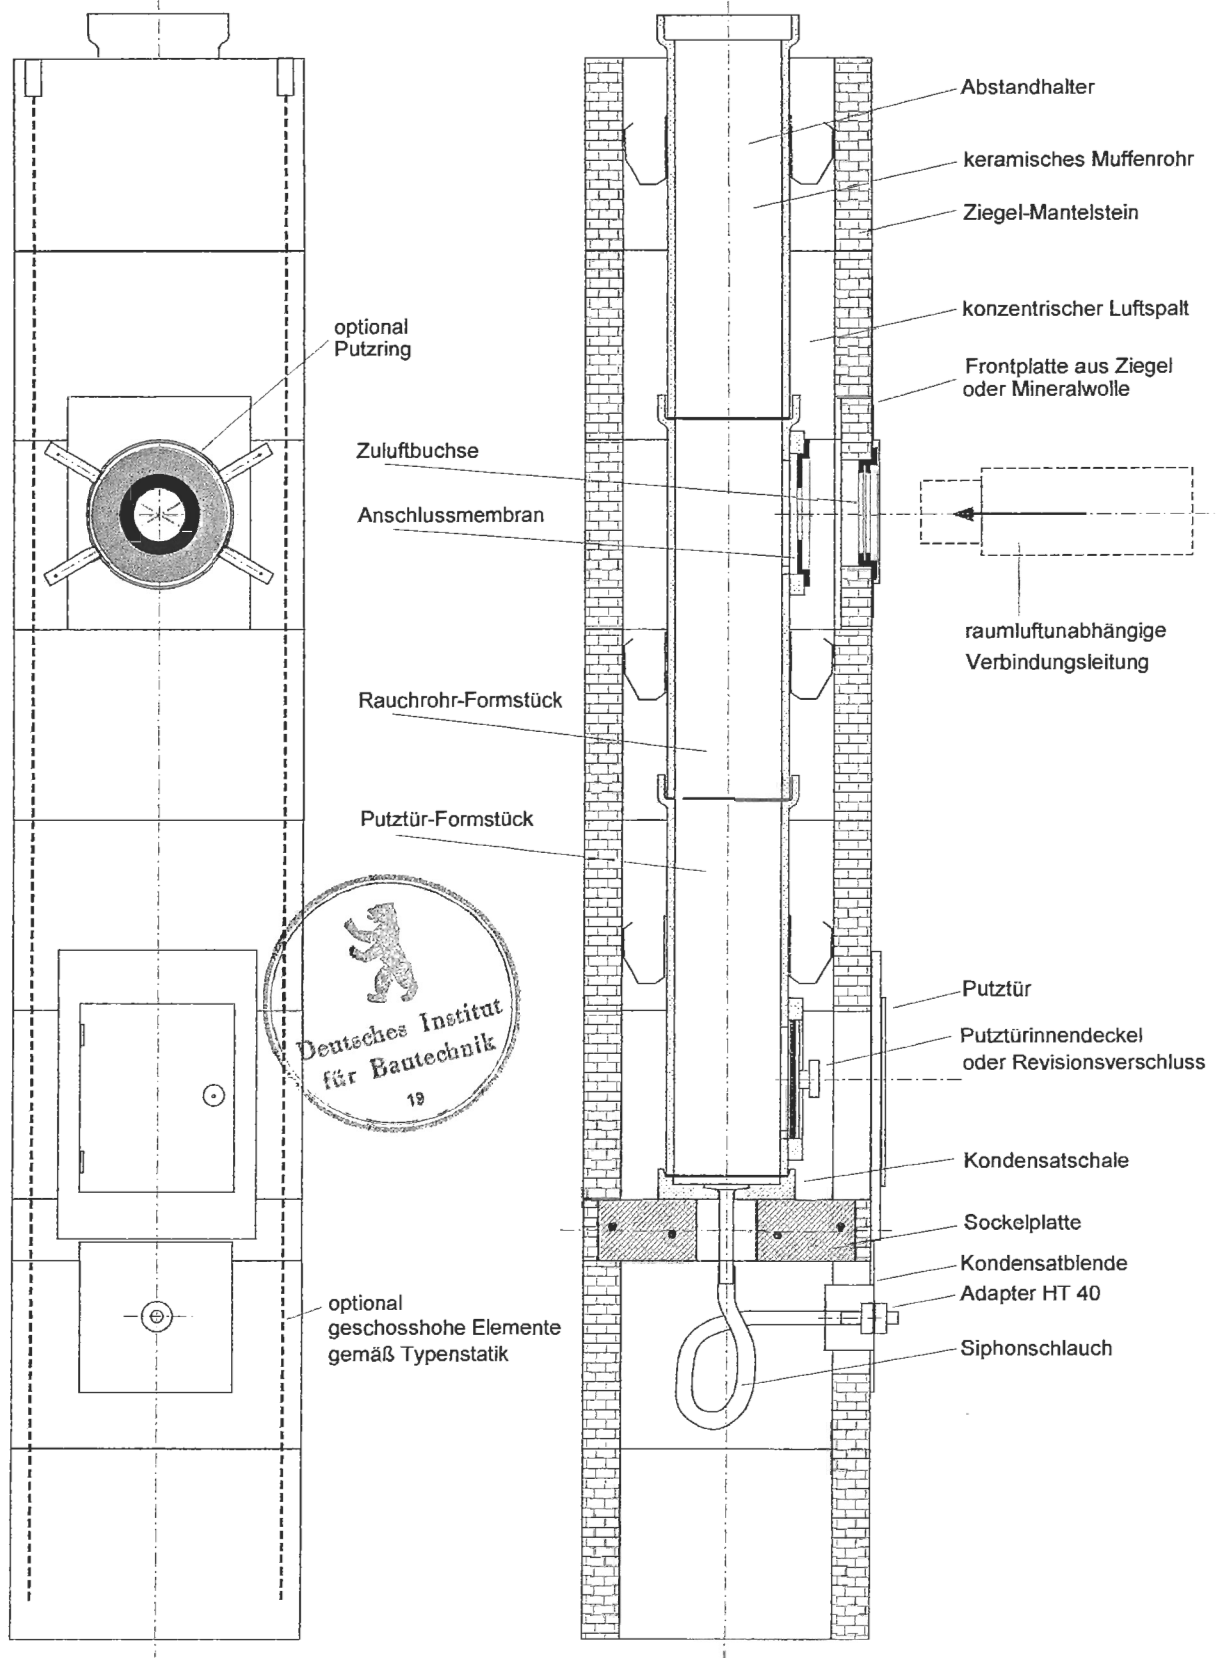 Abstandhalter
keramisches Muffenrohr
Ziegel-Mantelstein
konzentrischer Luftspalt
optional
Putzring
Frontplatte aus Ziegel
oder Mineralwolle
Zuluftbuchse
Anschlussmembran
raumluftunabhängige
Verbindungsleitung
Rauchrohr-Formstück
Putztür-Formstück
Deutsches Institut
für Bautechnik
19
Putztür
Putztürinnendeckel
oder Revisionsverschluss
Kondensatschale
Sockelplatte
Kondensatblende
Adapter HT 40
optional
geschosshohe Elemente
gemäß Typenstatik
Siphonschlauch